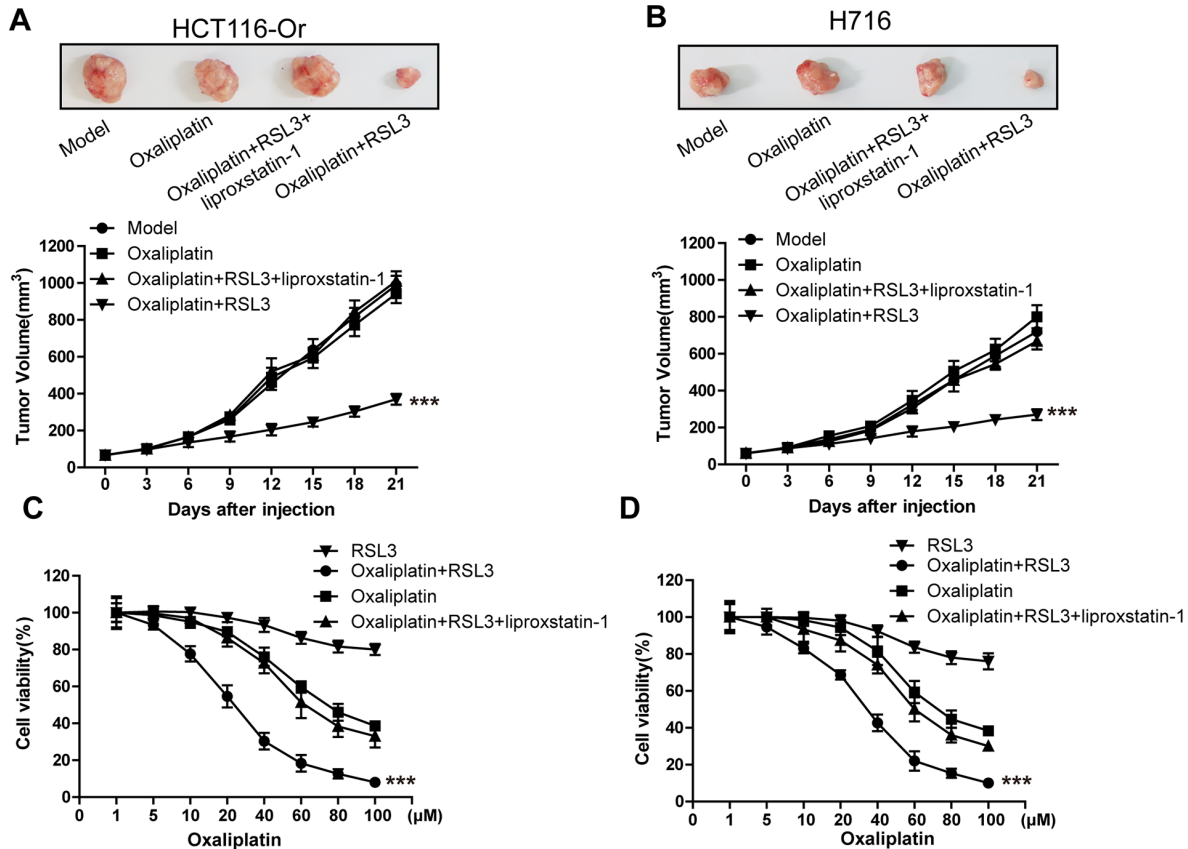 A
HCT116-Or
Model
Oxaliplatin
Oxaliplatin+RSL3+
liproxstatin-1
Oxaliplatin+RSL3
Model
Oxaliplatin
Oxaliplatin+RSL3+liproxstatin-1
Oxaliplatin+RSL3
Tumor Volume(mm3)
1200
1000
800
600
400
200
0
***
0 3 6 9 12 15 18 21
Days after injection
B
H716
Model
Oxaliplatin
Oxaliplatin+RSL3+
liproxstatin-1
Oxaliplatin+RSL3
Model
Oxaliplatin
Oxaliplatin+RSL3+liproxstatin-1
Oxaliplatin+RSL3
Tumor Volume(mm3)
1200
1000
800
600
400
200
0
***
0 3 6 9 12 15 18 21
Days after injection
C
RSL3
Oxaliplatin+RSL3
Oxaliplatin
Oxaliplatin+RSL3+liproxstatin-1
Cell viability(%)
120
100
80
60
40
20
0
***
0 1 5 10 20 40 60 80 100 (μM)
Oxaliplatin
D
RSL3
Oxaliplatin+RSL3
Oxaliplatin
Oxaliplatin+RSL3+liproxstatin-1
Cell viability(%)
120
100
80
60
40
20
0
***
0 1 5 10 20 40 60 80 100 (μM)
Oxaliplatin